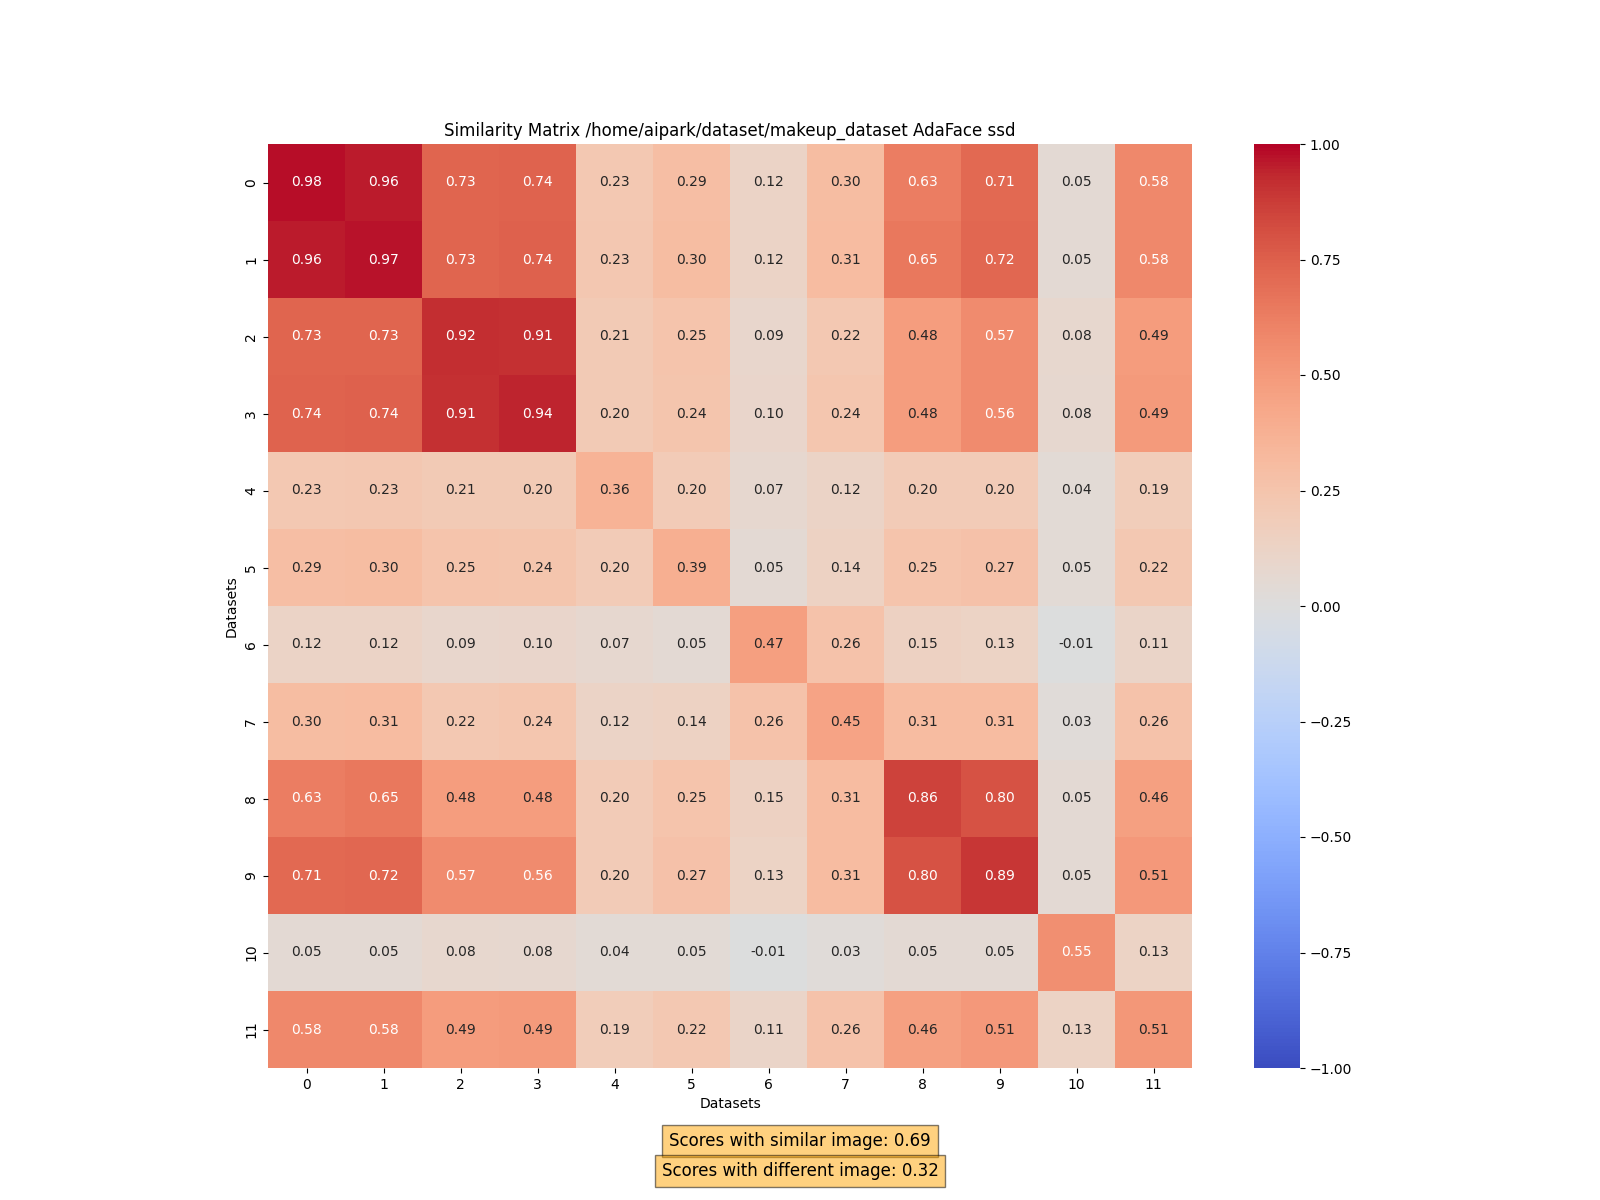 Similarity Matrix /home/aipark/dataset/makeup_dataset AdaFace ssd
0 0.98 0.96 0.73 0.74 0.23 0.29 0.12 0.30 0.63 0.71 0.05 0.58
1 0.96 0.97 0.73 0.74 0.23 0.30 0.12 0.31 0.65 0.72 0.05 0.58
2 0.73 0.73 0.92 0.91 0.21 0.25 0.09 0.22 0.48 0.57 0.08 0.49
3 0.74 0.74 0.91 0.94 0.20 0.24 0.10 0.24 0.48 0.56 0.08 0.49
4 0.23 0.23 0.21 0.20 0.36 0.20 0.07 0.12 0.20 0.20 0.04 0.19
5 0.29 0.30 0.25 0.24 0.20 0.39 0.05 0.14 0.25 0.27 0.05 0.22
6 0.12 0.12 0.09 0.10 0.07 0.05 0.47 0.26 0.15 0.13 -0.01 0.11
7 0.30 0.31 0.22 0.24 0.12 0.14 0.26 0.45 0.31 0.31 0.03 0.26
8 0.63 0.65 0.48 0.48 0.20 0.25 0.15 0.31 0.86 0.80 0.05 0.46
9 0.71 0.72 0.57 0.56 0.20 0.27 0.13 0.31 0.80 0.89 0.05 0.51
10 0.05 0.05 0.08 0.08 0.04 0.05 -0.01 0.03 0.05 0.05 0.55 0.13
11 0.58 0.58 0.49 0.49 0.19 0.22 0.11 0.26 0.46 0.51 0.13 0.51
0 1 2 3 4 5 6 7 8 9 10 11
Datasets
Datasets
1.00
0.75
0.50
0.25
0.00
−0.25
−0.50
−0.75
−1.00
Scores with similar image: 0.69
Scores with different image: 0.32